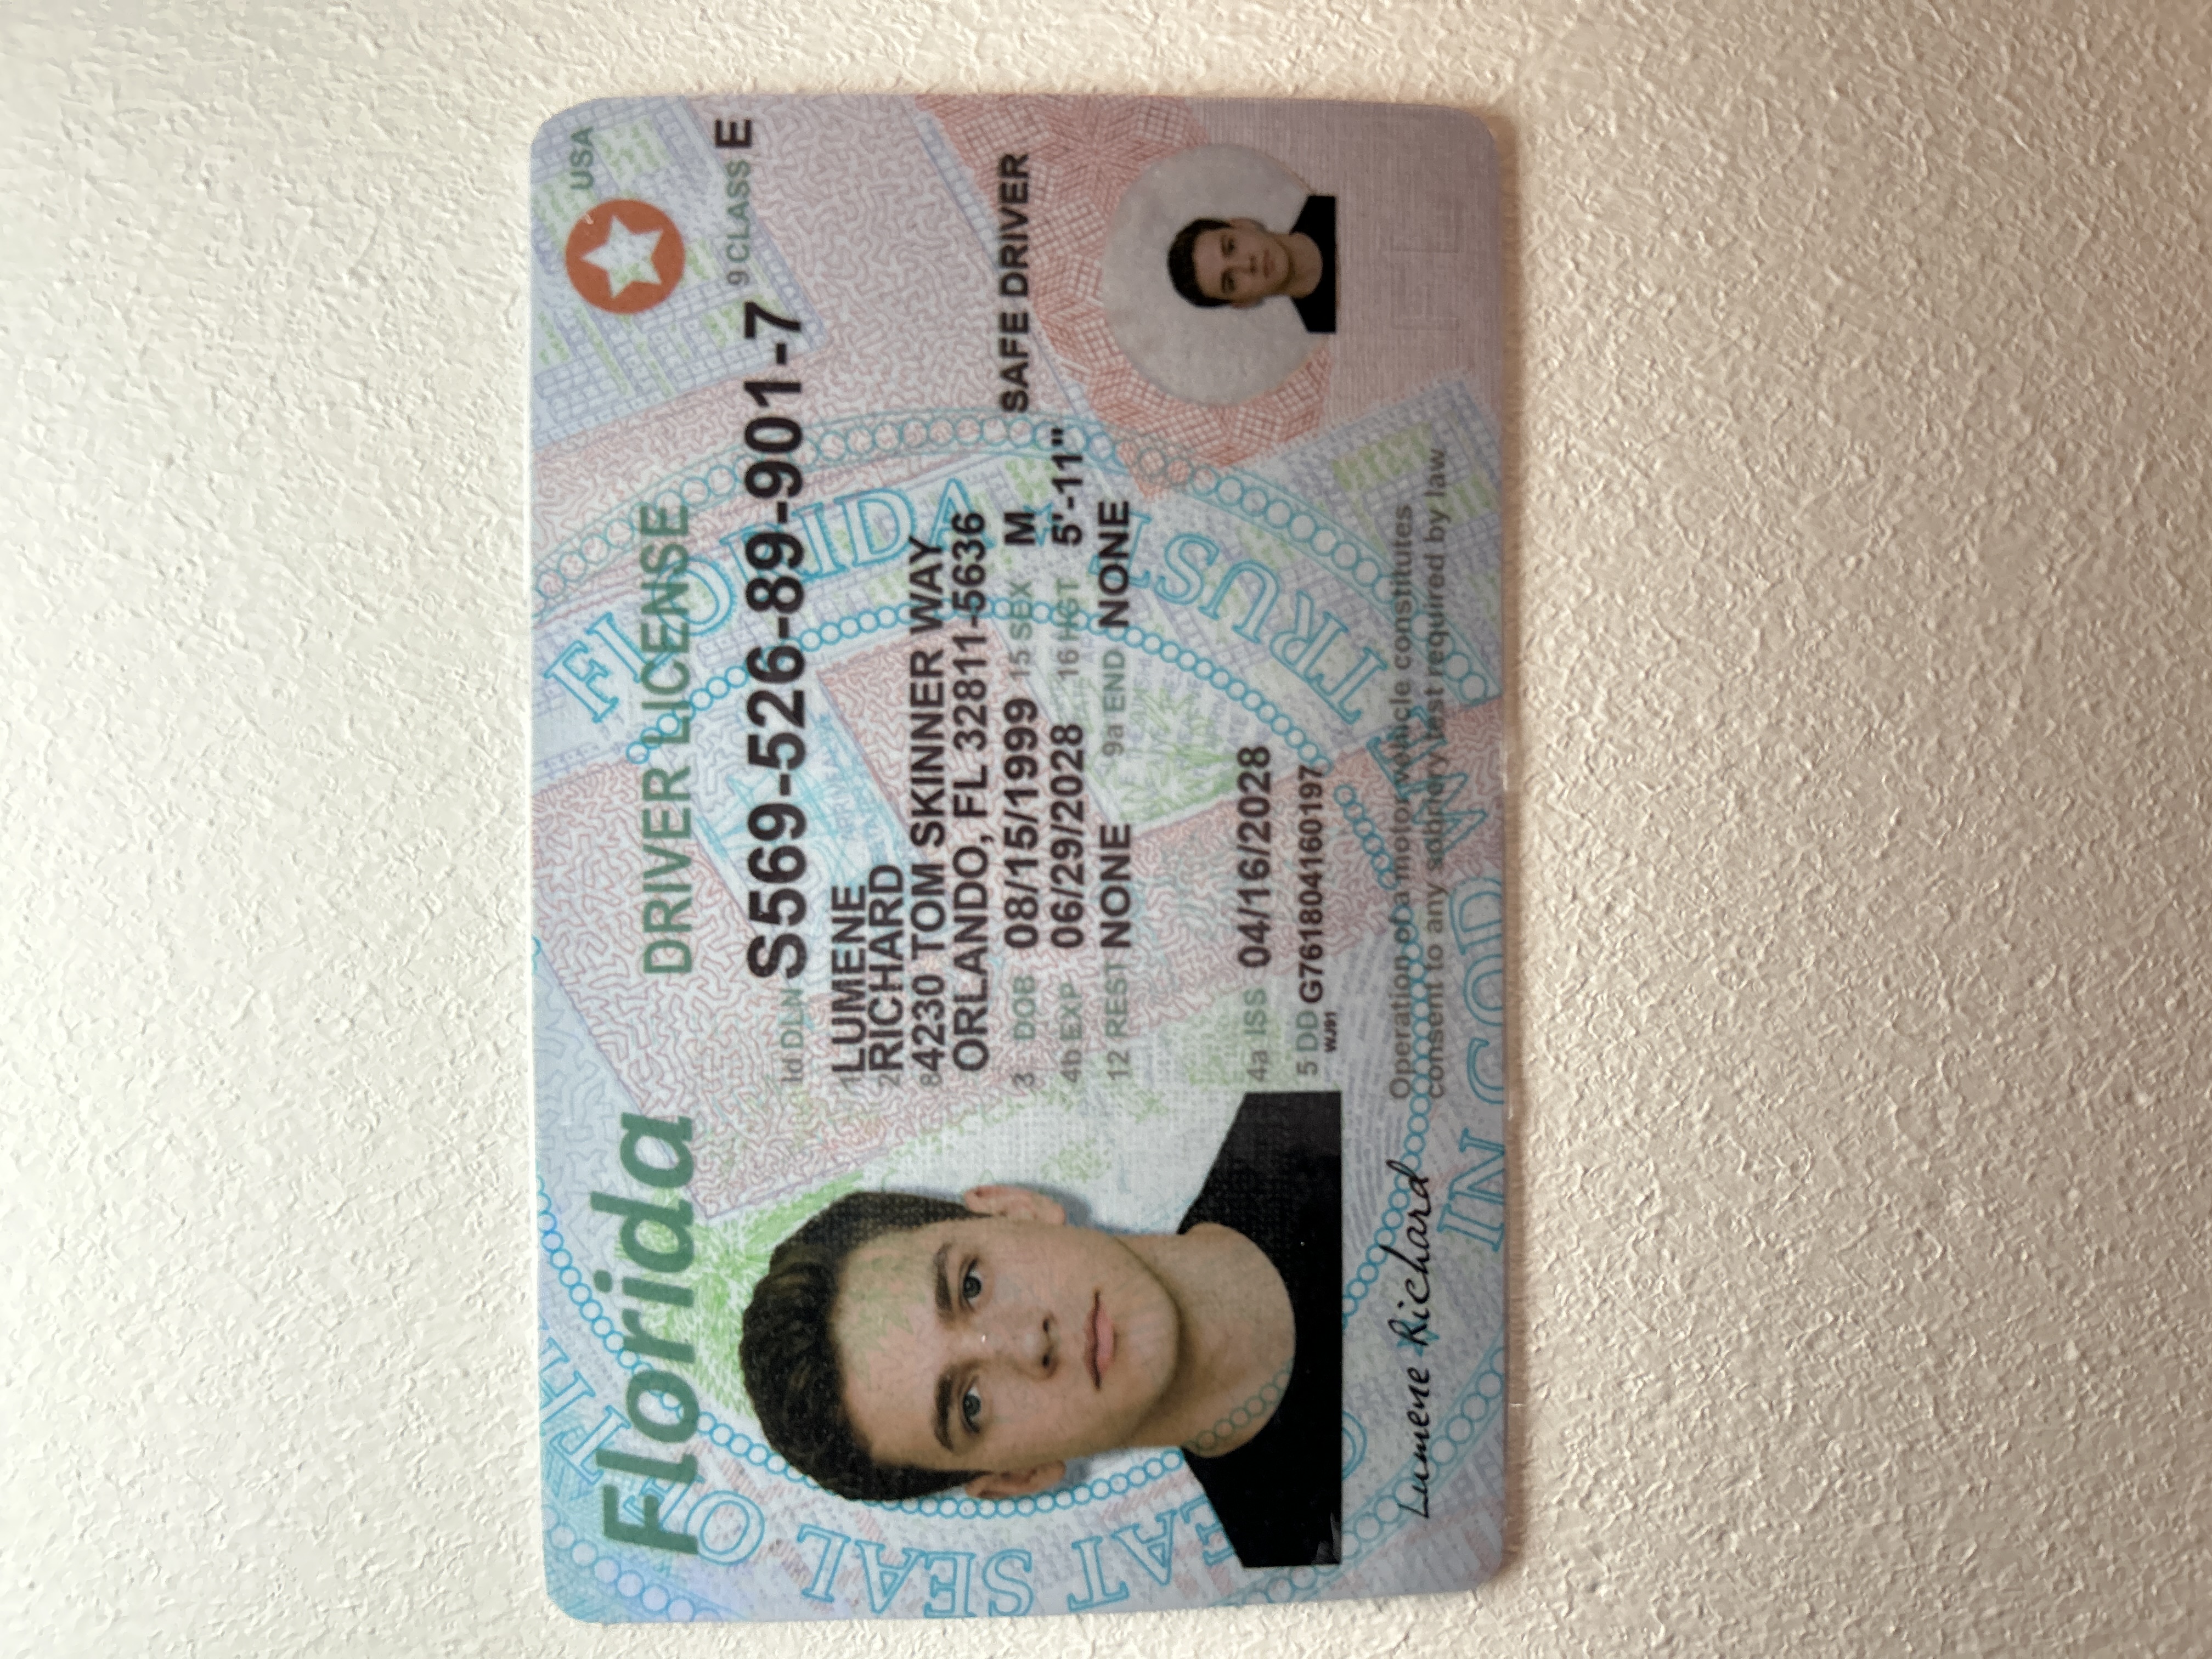 Florida
DRIVER LICENSE
USA
9 CLASS E
1d DLN S569-526-89-901-7
1 LUMENE
2 RICHARD
8 4230 TOM SKINNER WAY
ORLANDO, FL 32811-5636
3 DOB 08/15/1999 15 SEX M
SAFE DRIVER
4b EXP 06/29/2028 16 HGT 5'-11"
12 REST NONE 9a END NONE
4a ISS 04/16/2028
5 DD G761804160197
WJ91
Lumene Richard
Operation of a motor vehicle constitutes
consent to any sobriery test required by law
GREAT SEAL OF THE
FLORIDA
IN GOD WE TRUST
FL